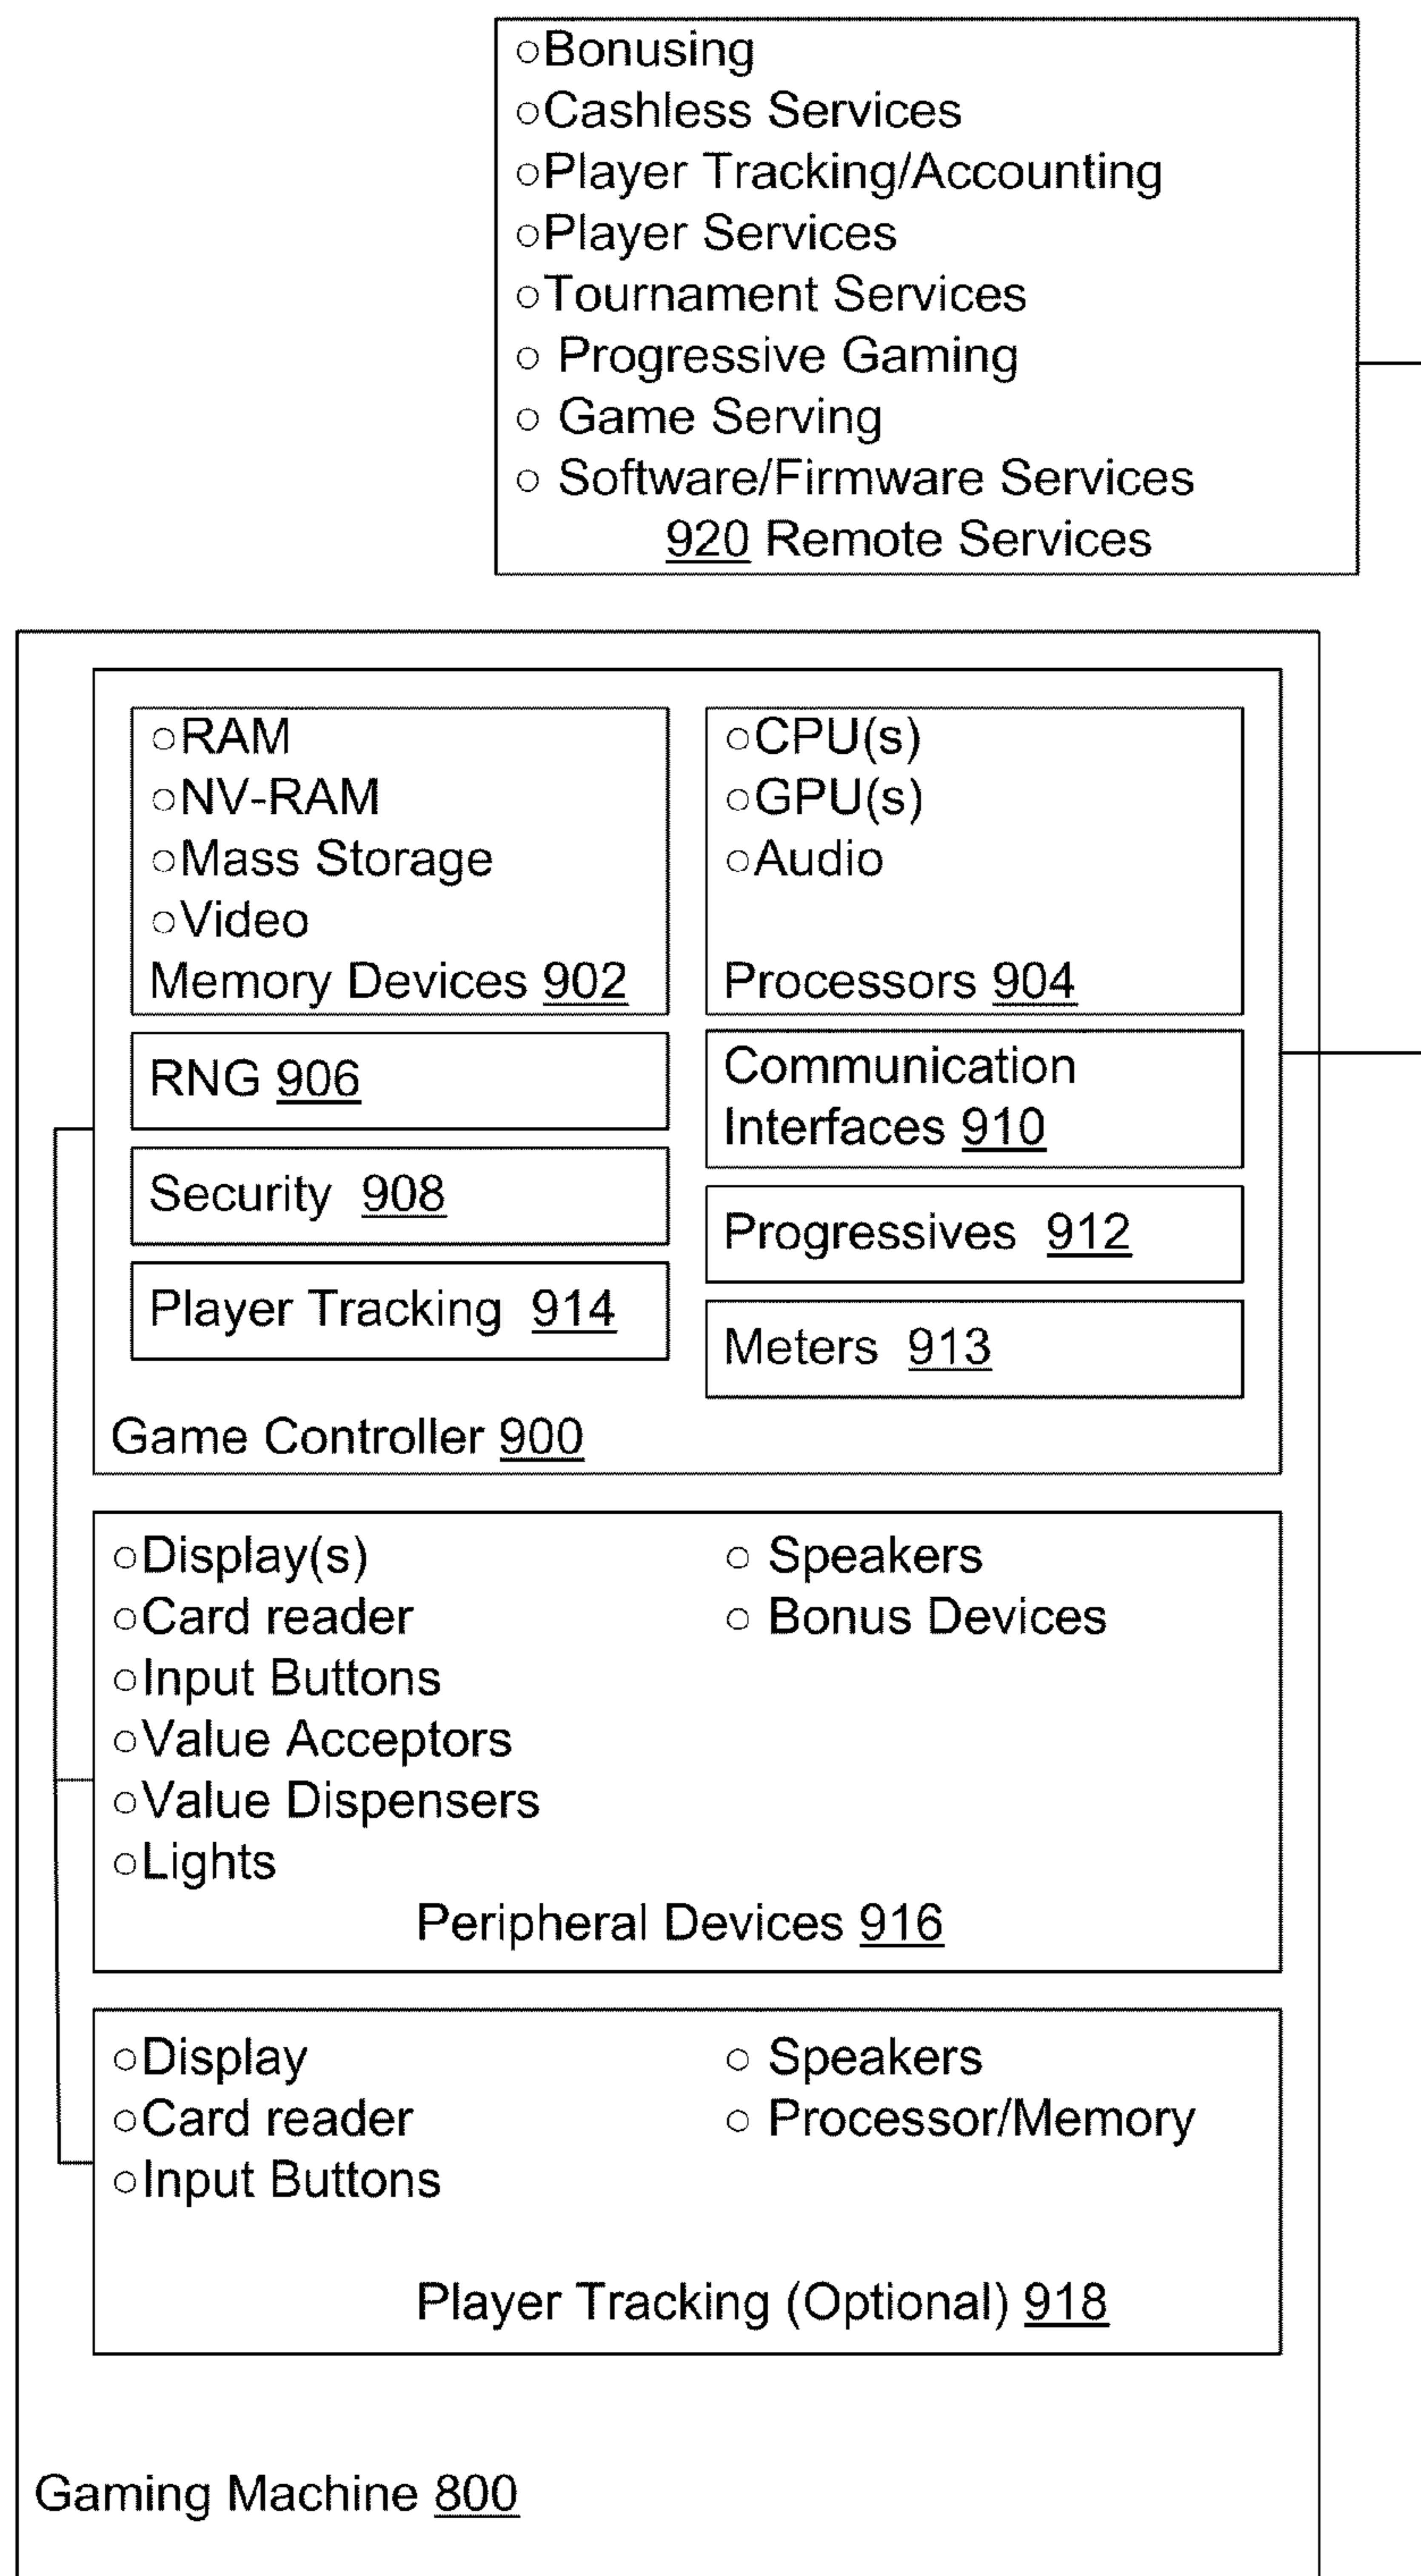 ○Bonusing
○Cashless Services
○Player Tracking/Accounting
○Player Services
○Tournament Services
○ Progressive Gaming
○ Game Serving
○ Software/Firmware Services
920 Remote Services
○RAM
○NV-RAM
○Mass Storage
○Video
Memory Devices 902
○CPU(s)
○GPU(s)
○Audio
Processors 904
RNG 906
Security 908
Player Tracking 914
Communication
Interfaces 910
Progressives 912
Meters 913
Game Controller 900
○Display(s)
○Card reader
○Input Buttons
○Value Acceptors
○Value Dispensers
○Lights
○ Speakers
○ Bonus Devices
Peripheral Devices 916
○Display
○Card reader
○Input Buttons
○ Speakers
○ Processor/Memory
Player Tracking (Optional) 918
Gaming Machine 800